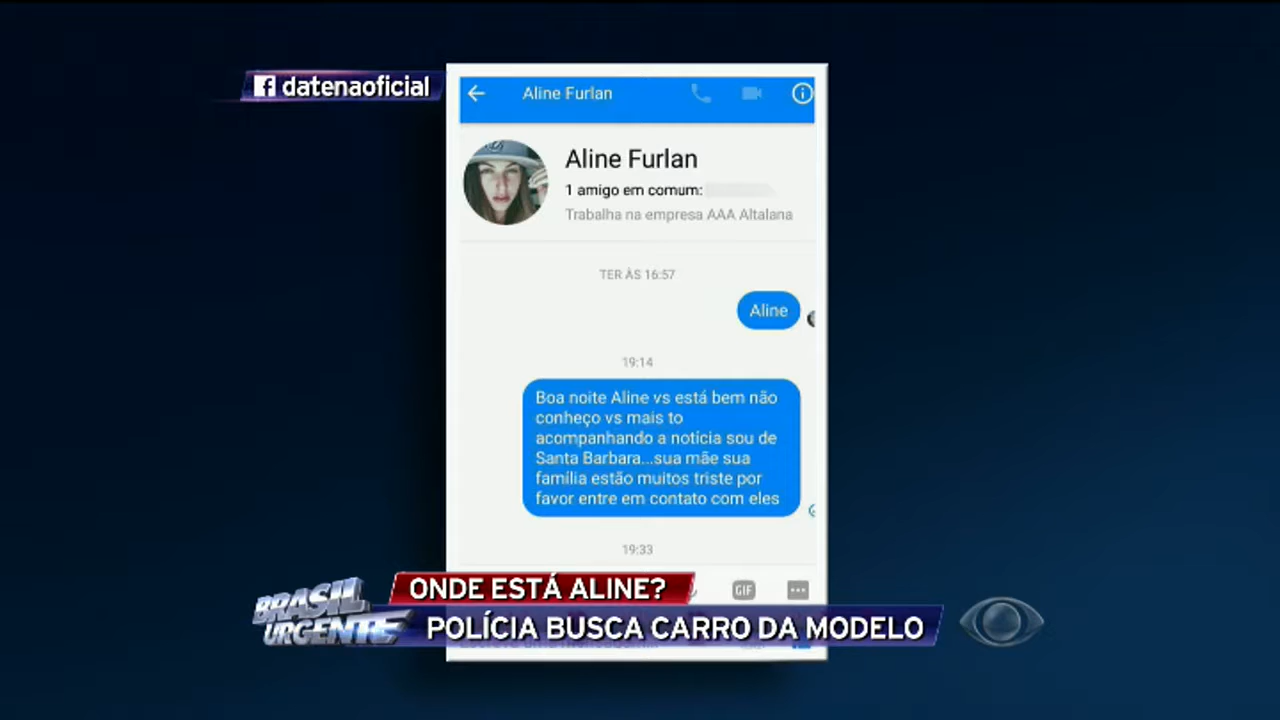 datenaoficial
Aline Furlan
Aline Furlan
1 amigo em comum:
Trabalha na empresa AAA Altalana
TER ÀS 16:57
Aline
19:14
Boa noite Aline vs está bem não
conheço vs mais to
acompanhando a notícia sou de
Santa Barbara...sua mãe sua
família estão muitos triste por
favor entre em contato com eles
19:33
GIF
ONDE ESTÁ ALINE?
BRASIL
URGENTE
POLÍCIA BUSCA CARRO DA MODELO